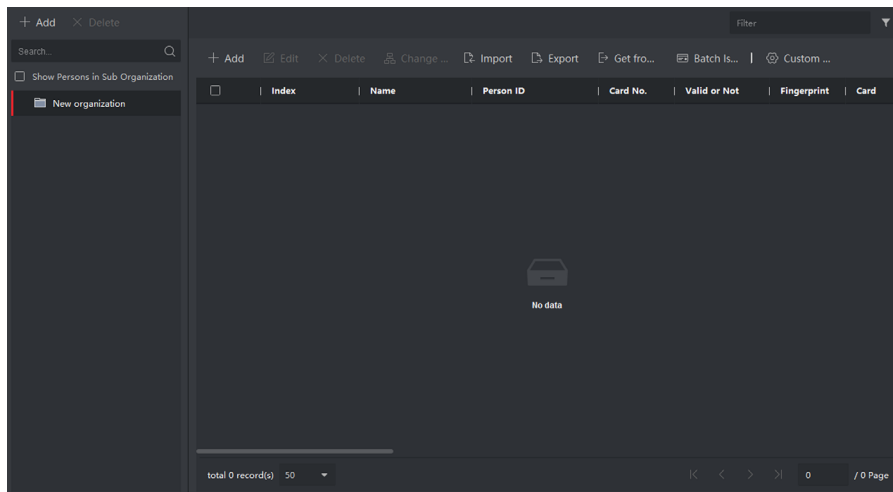 Add Delete
Filter
Search...
Show Persons in Sub Organization
New organization
Add Edit Delete Change ... Import Export Get fro... Batch Is... Custom ...
Index Name Person ID Card No. Valid or Not Fingerprint Card
No data
total 0 record(s) 50 0 / 0 Page